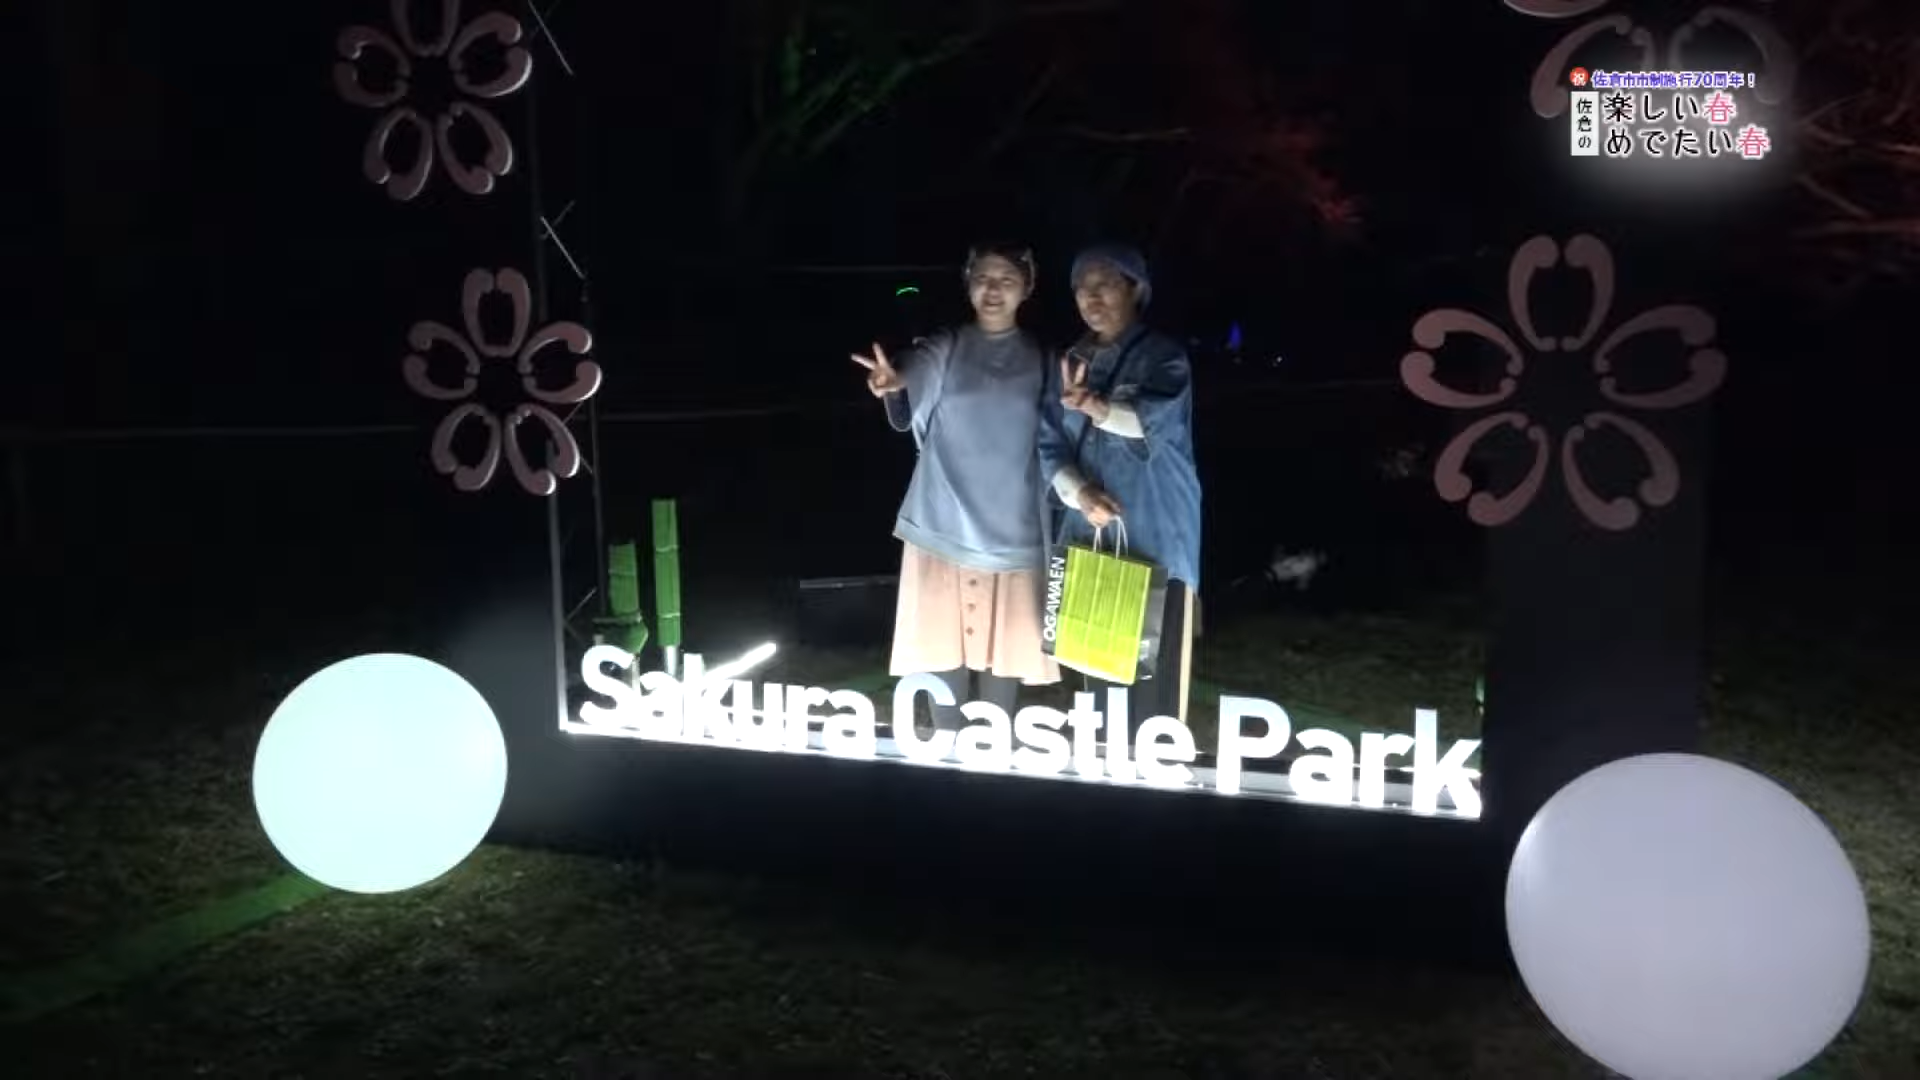 祝 佐倉市市制施行70周年!
佐倉の
楽しい春
めでたい春
OGAWAEN
Sakura Castle Park